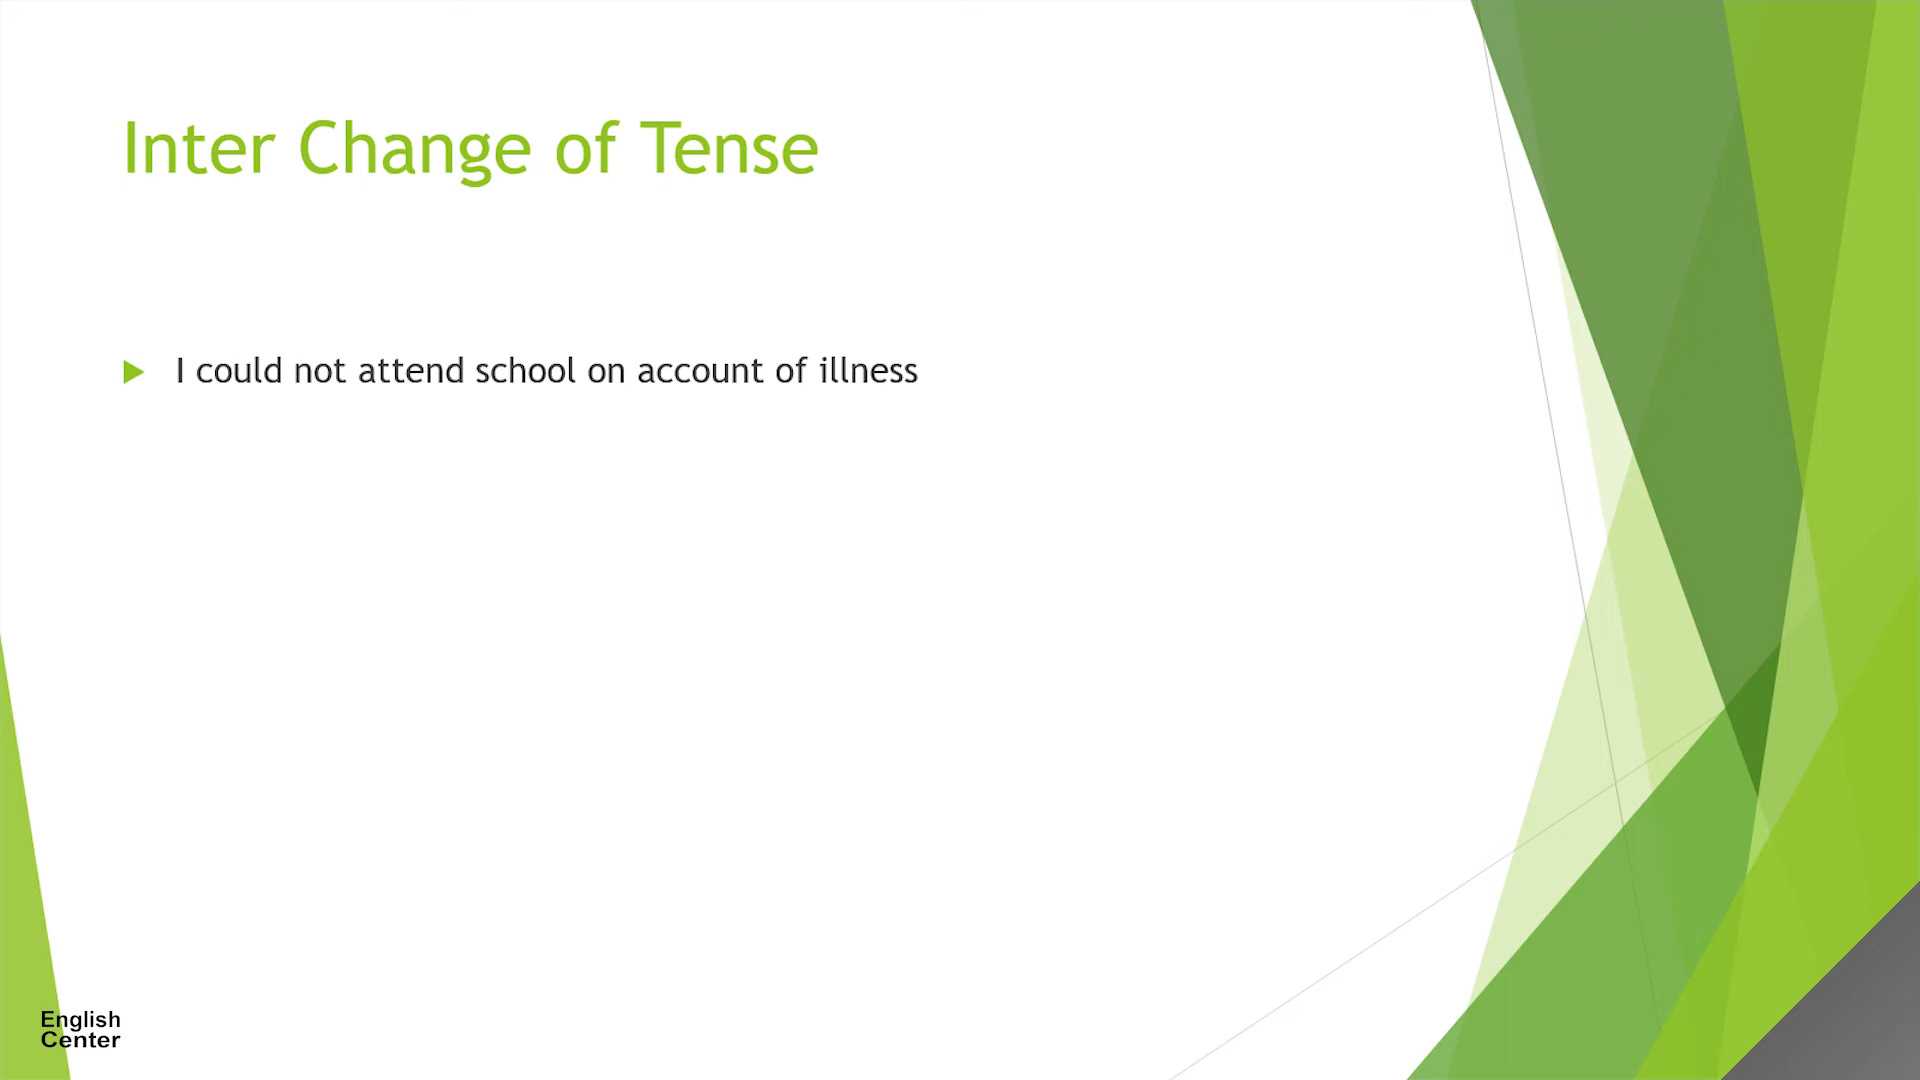 Inter Change of Tense
I could not attend school on account of illness
English
Center